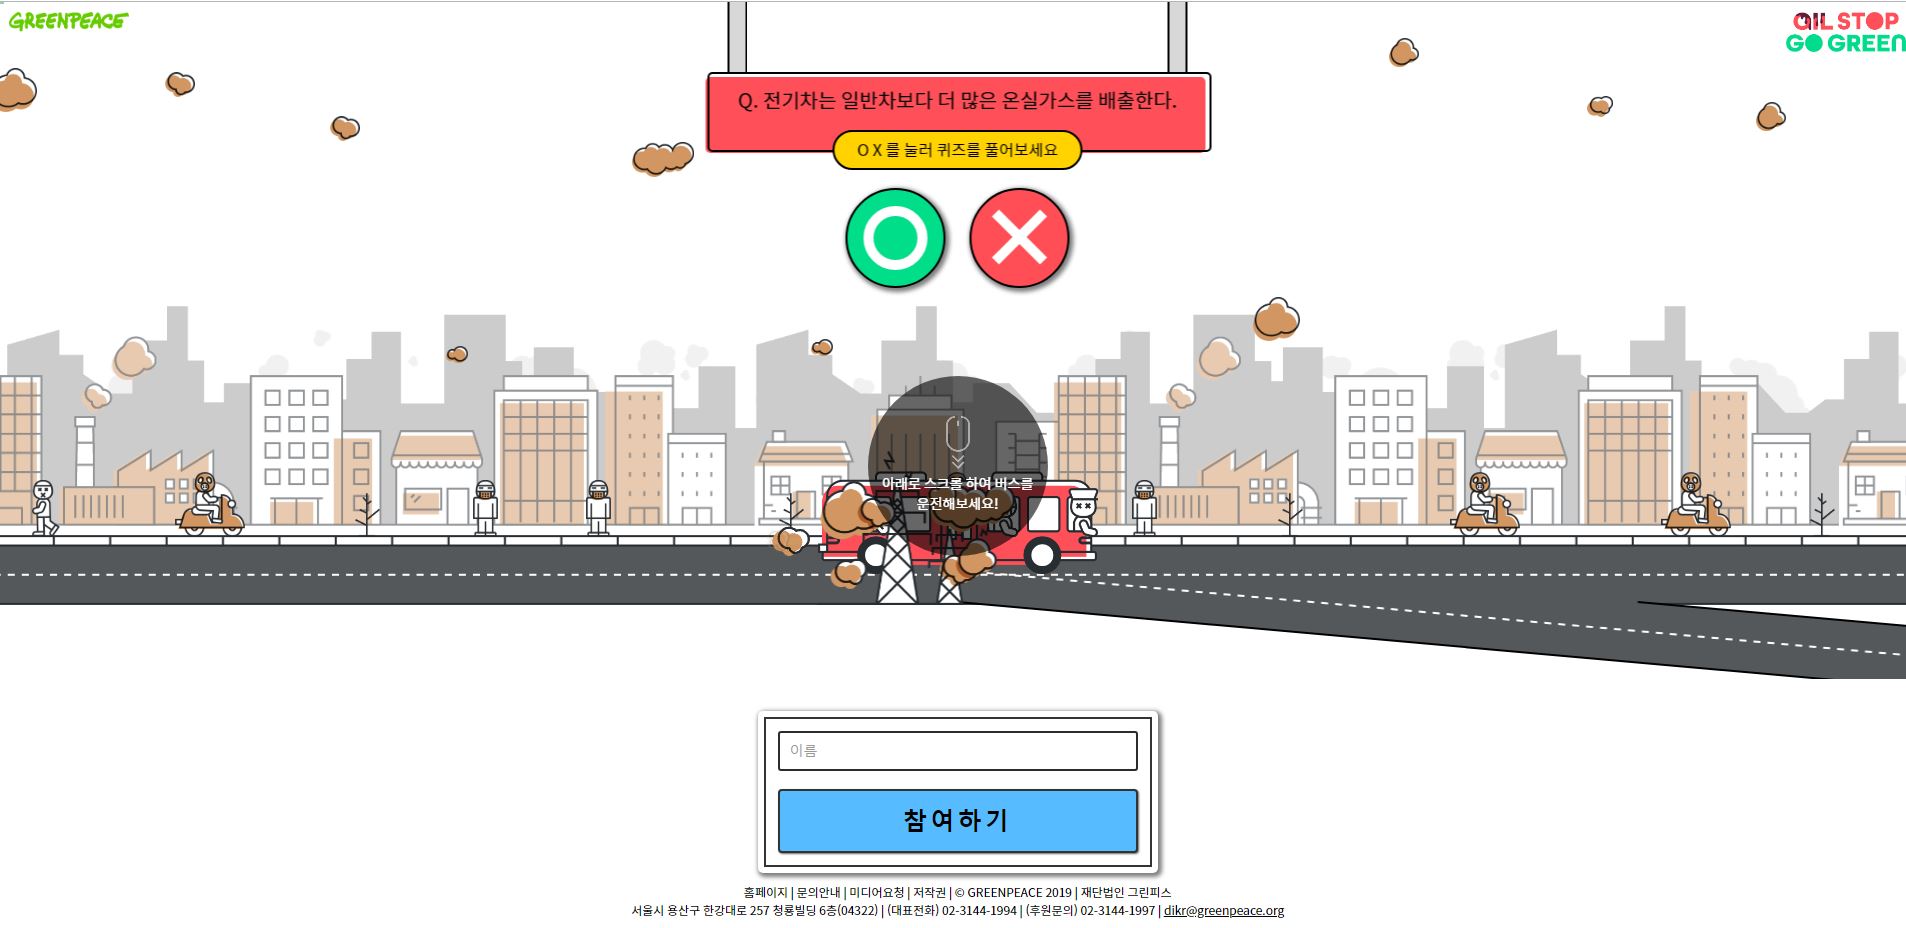 GREENPEACE
OIL STOP
GO GREEN
Q. 전기차는 일반차보다 더 많은 온실가스를 배출한다.
O X 를 눌러 퀴즈를 풀어보세요
아래로 스크롤 하여 버스를
운전해보세요!
이름
참여하기
홈페이지 | 문의안내 | 미디어요청 | 저작권 | © GREENPEACE 2019 | 재단법인 그린피스
서울시 용산구 한강대로 257 청룡빌딩 6층(04322) | (대표전화) 02-3144-1994 | (후원문의) 02-3144-1997 | dikr@greenpeace.org